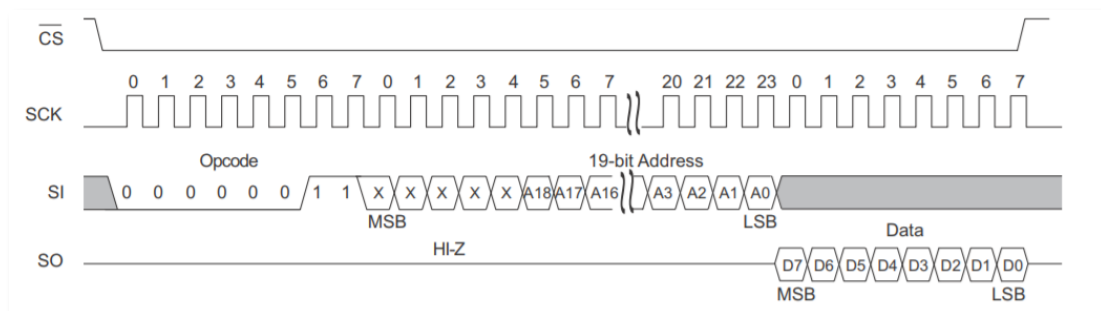 CS
0 1 2 3 4 5 6 7 0 1 2 3 4 5 6 7 20 21 22 23 0 1 2 3 4 5 6 7
SCK
Opcode 19-bit Address
SI 0 0 0 0 0 0 1 1 X X X X X A18 A17 A16 A3 A2 A1 A0
MSB LSB
HI-Z Data
SO D7 D6 D5 D4 D3 D2 D1 D0
MSB LSB